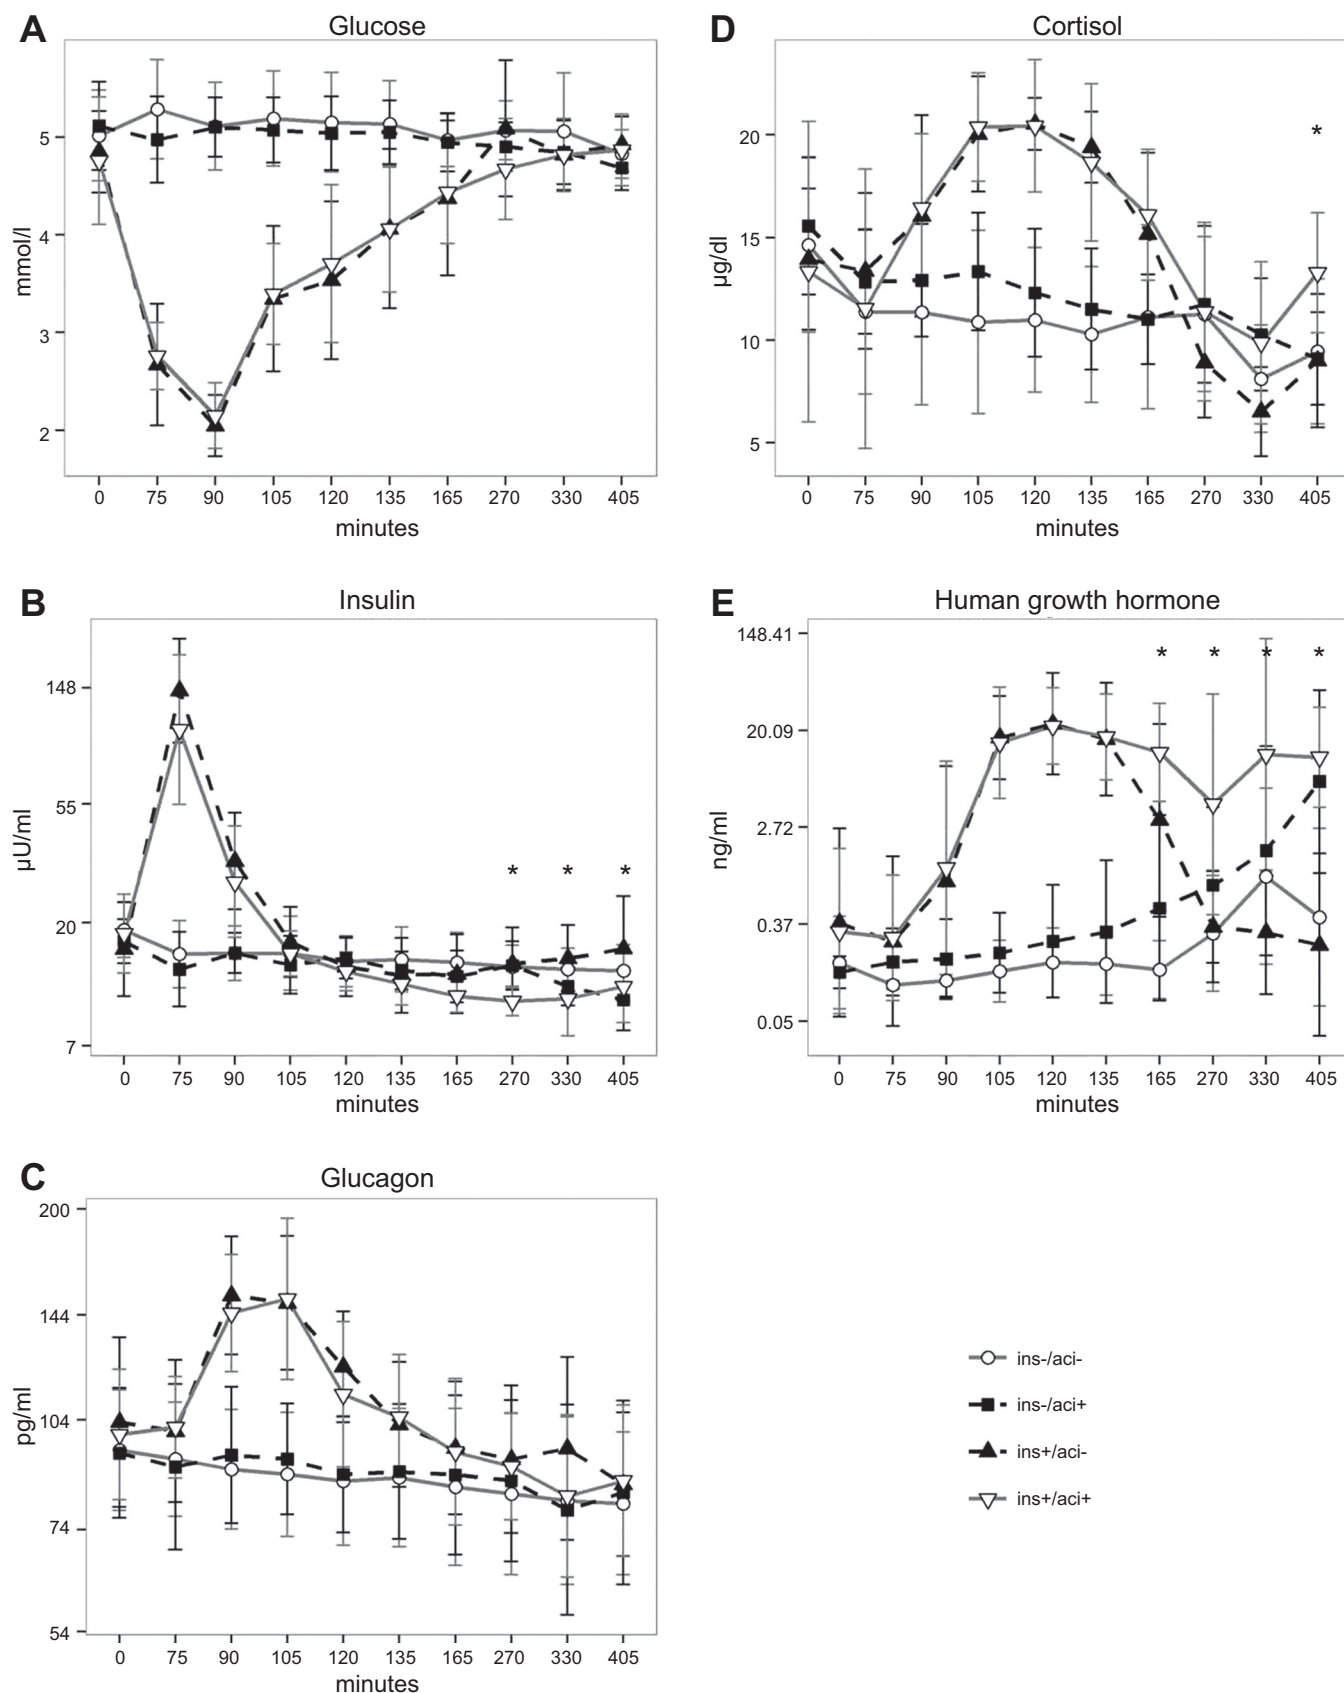 A
Glucose
5
4
3
2
mmol/l
0 75 90 105 120 135 165 270 330 405
minutes
D
Cortisol
20
15
10
5
µg/dl
*
0 75 90 105 120 135 165 270 330 405
minutes
B
Insulin
148
55
20
7
µU/ml
* * *
0 75 90 105 120 135 165 270 330 405
minutes
E
Human growth hormone
148.41
20.09
2.72
0.37
0.05
ng/ml
* * * *
0 75 90 105 120 135 165 270 330 405
minutes
C
Glucagon
200
144
104
74
54
pg/ml
0 75 90 105 120 135 165 270 330 405
minutes
ins-/aci-
ins-/aci+
ins+/aci-
ins+/aci+